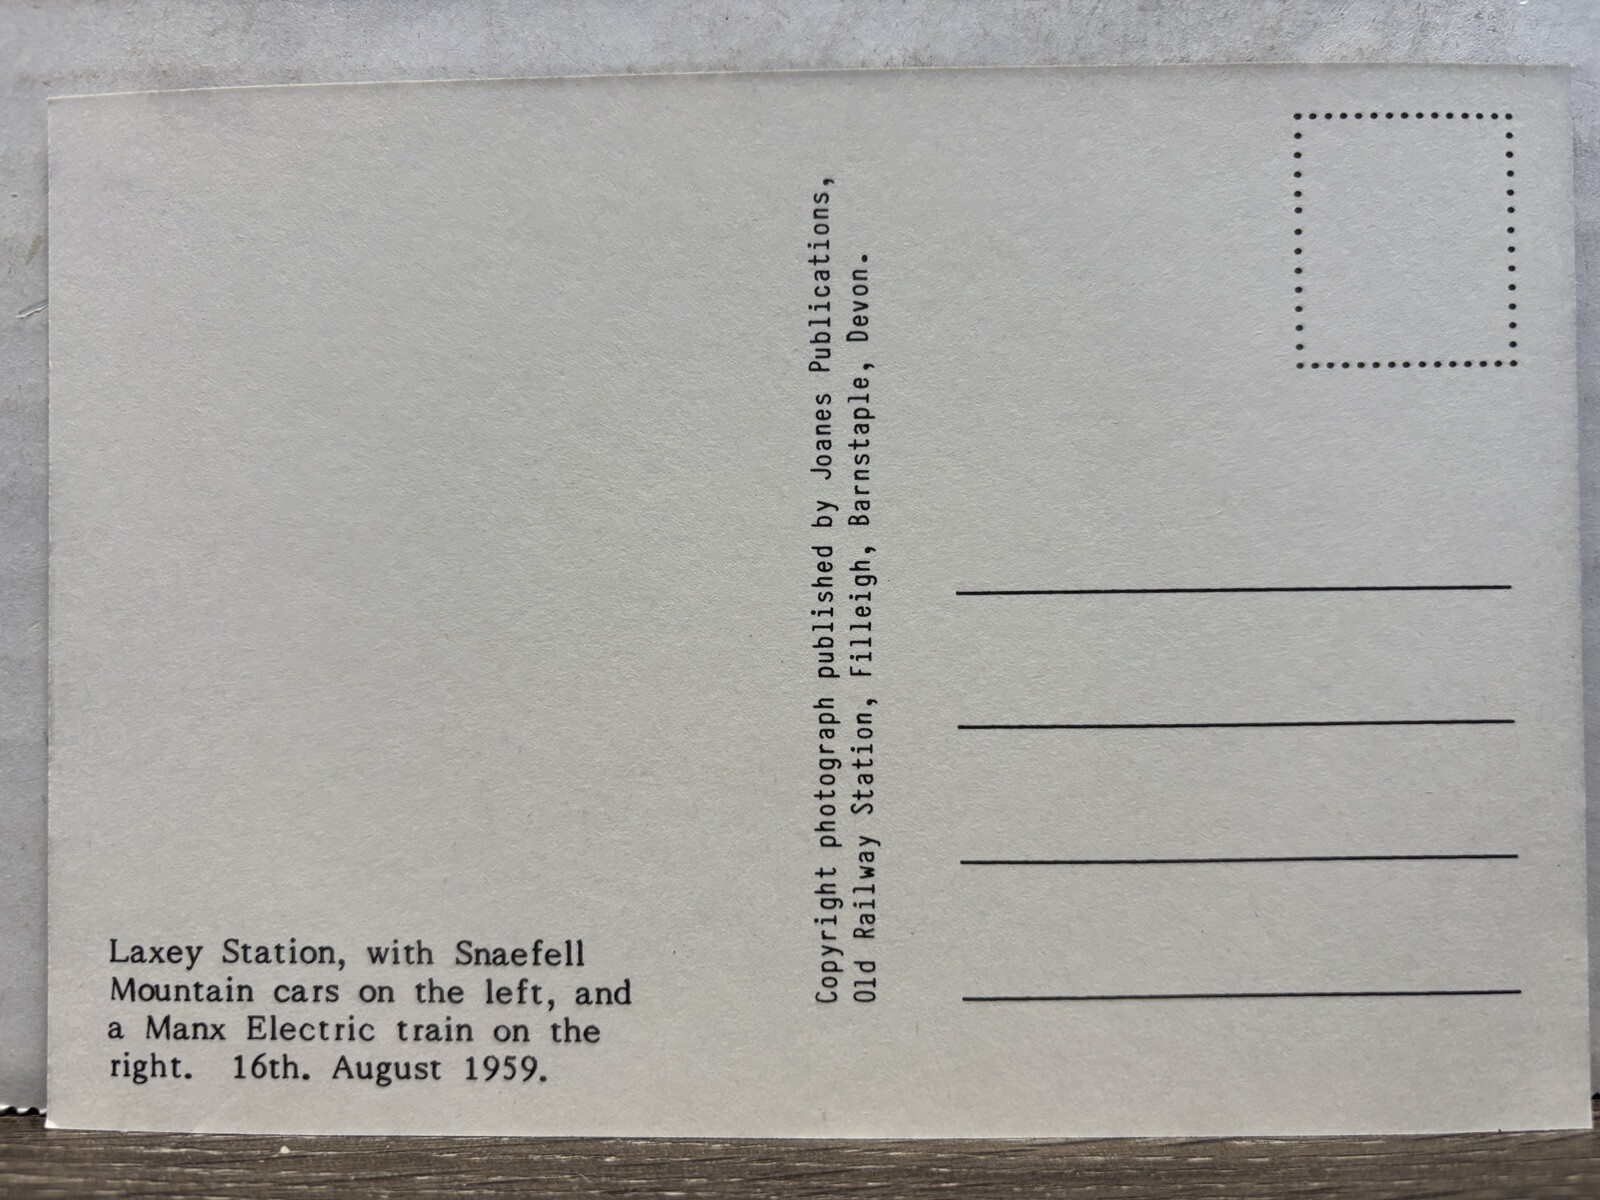 Laxey Station, with Snaefell
Mountain cars on the left, and
a Manx Electric train on the
right. 16th. August 1959.
Copyright photograph published by Joanes Publications,
Old Railway Station, Filleigh, Barnstaple, Devon.